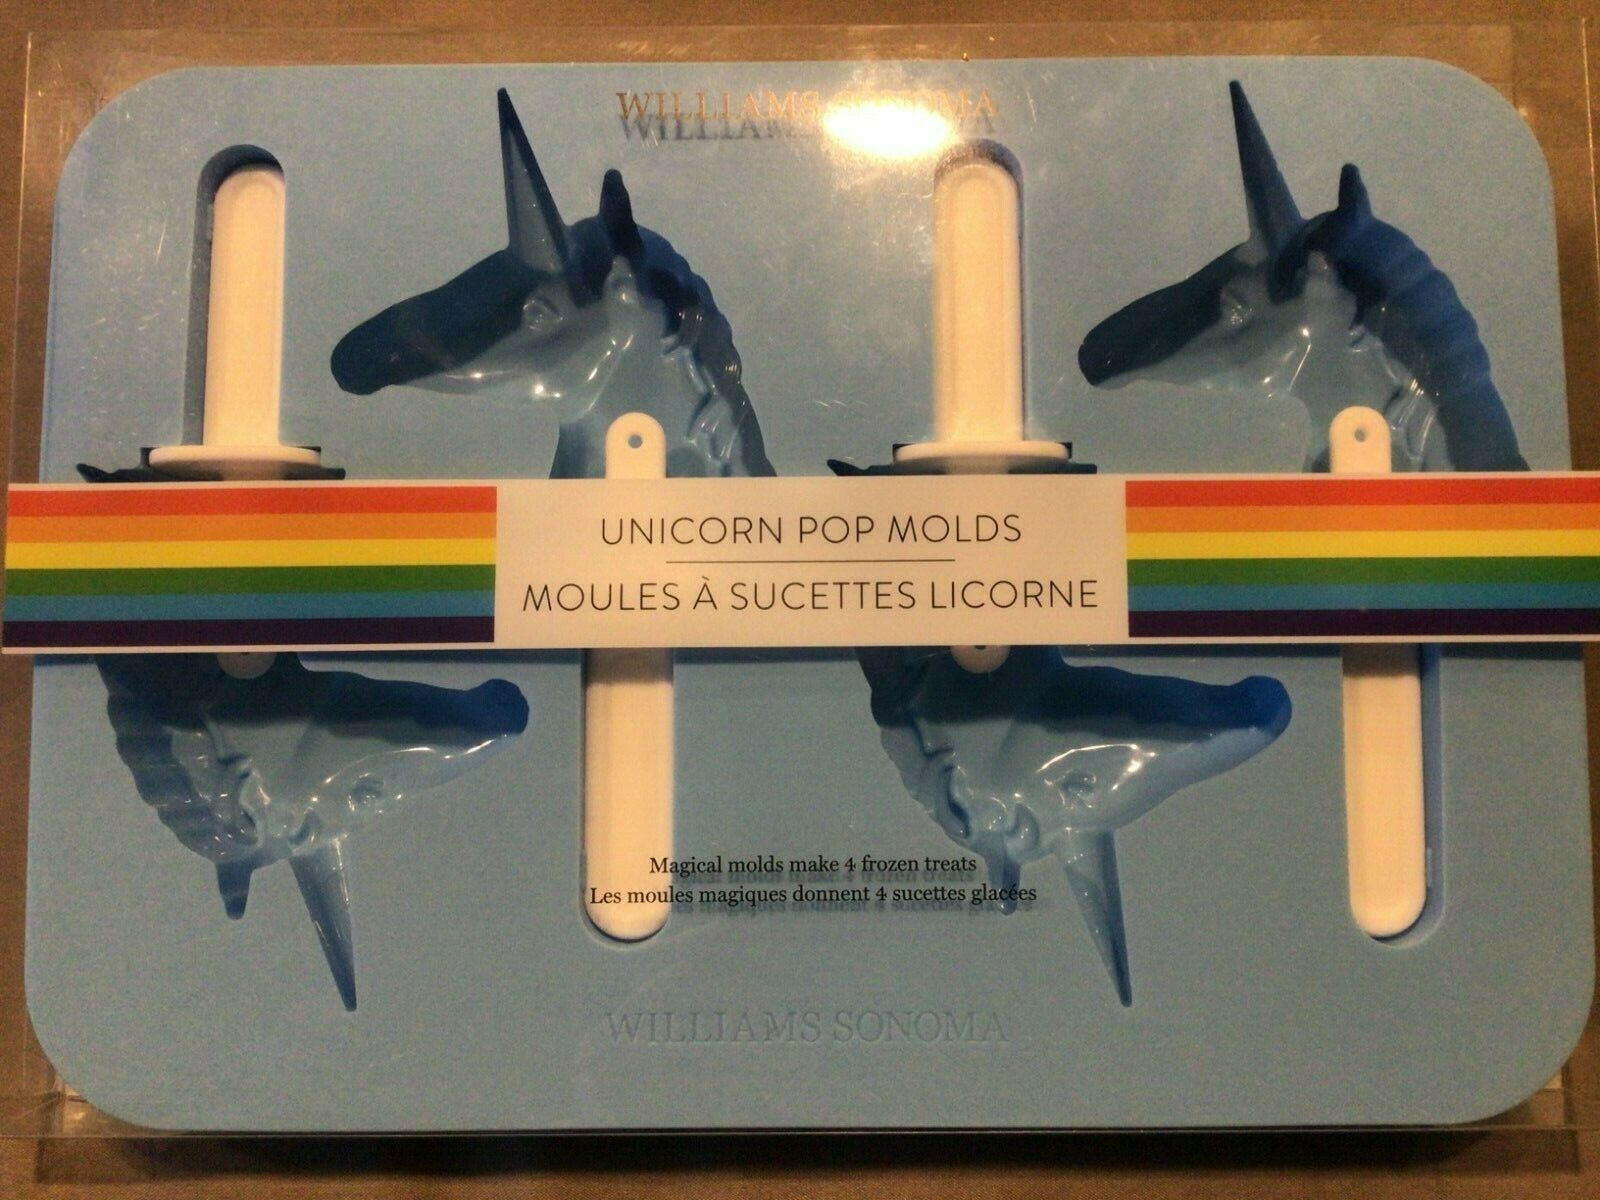 WILLIAMS SONOMA
UNICORN POP MOLDS
MOULES À SUCETTES LICORNE
Magical molds make 4 frozen treats
Les moules magiques donnent 4 sucettes glacées
WILLIAMS SONOMA